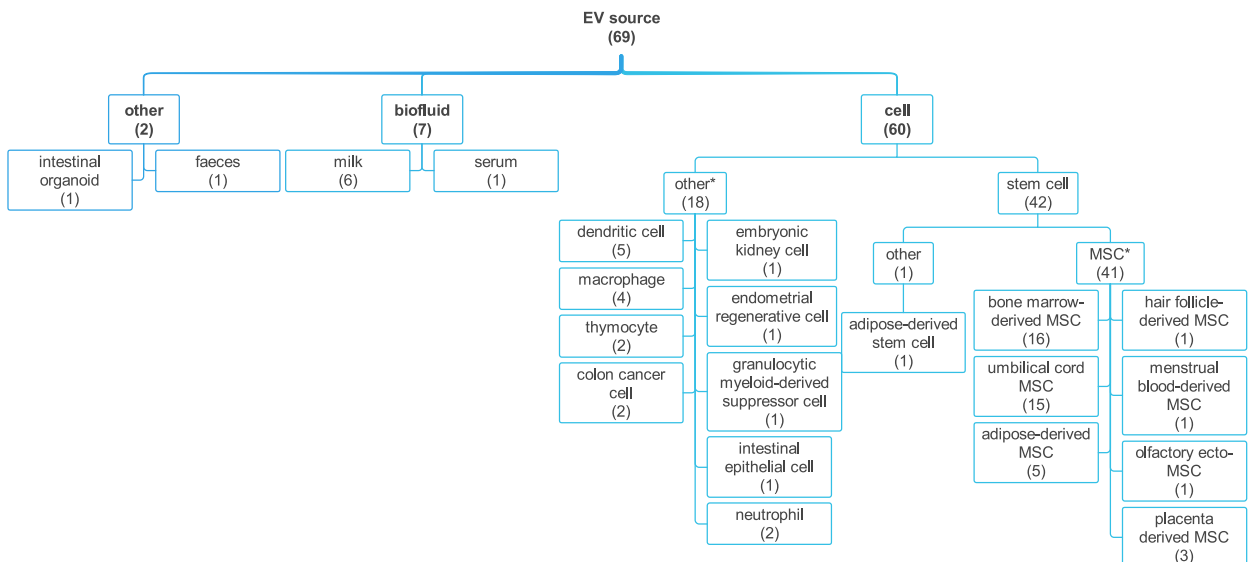 EV source
(69)
other
(2)
biofluid
(7)
cell
(60)
intestinal
organoid
(1)
faeces
(1)
milk
(6)
serum
(1)
other*
(18)
stem cell
(42)
dendritic cell
(5)
macrophage
(4)
thymocyte
(2)
colon cancer
cell
(2)
embryonic
kidney cell
(1)
endometrial
regenerative cell
(1)
granulocytic
myeloid-derived
suppressor cell
(1)
intestinal
epithelial cell
(1)
neutrophil
(2)
other
(1)
adipose-derived
stem cell
(1)
MSC*
(41)
bone marrow-
derived MSC
(16)
umbilical cord
MSC
(15)
adipose-derived
MSC
(5)
hair follicle-
derived MSC
(1)
menstrual
blood-derived
MSC
(1)
olfactory ecto-
MSC
(1)
placenta
derived MSC
(3)